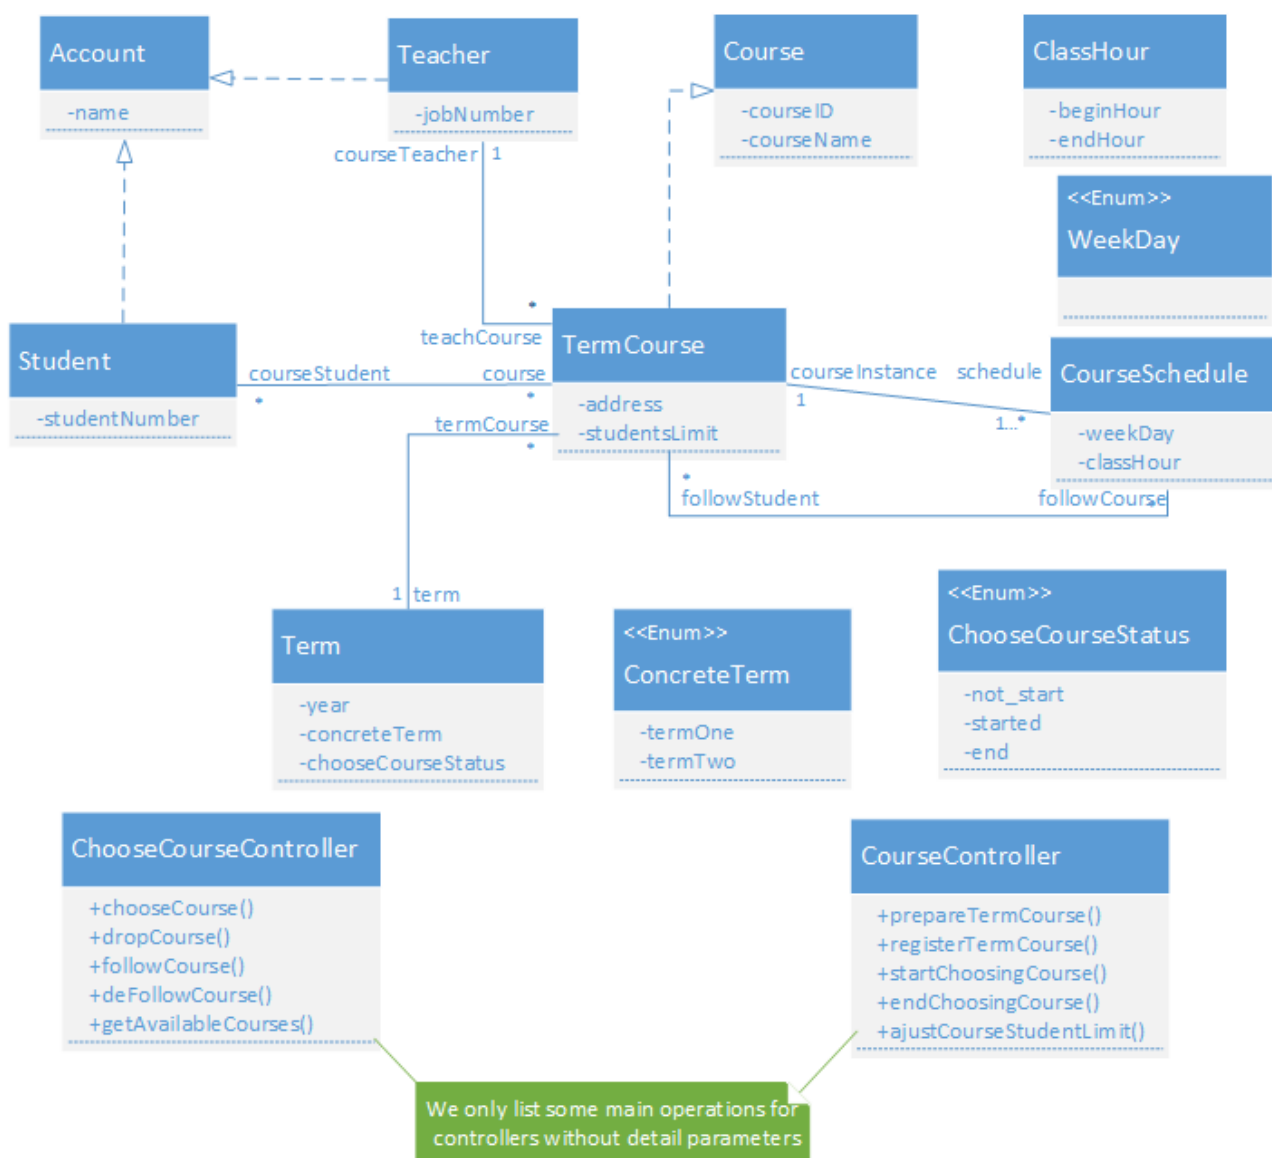 Account
-name
Teacher
-jobNumber
Course
-courseID
-courseName
ClassHour
-beginHour
-endHour
<<Enum>>
WeekDay
courseTeacher
1
*
teachCourse
Student
-studentNumber
courseStudent
*
course
*
TermCourse
-address
-studentsLimit
courseInstance
1
schedule
1...*
CourseSchedule
-weekDay
-classHour
termCourse
*
*
followStudent
followCourse
*
1
term
Term
-year
-concreteTerm
-chooseCourseStatus
<<Enum>>
ConcreteTerm
-termOne
-termTwo
<<Enum>>
ChooseCourseStatus
-not_start
-started
-end
ChooseCourseController
+chooseCourse()
+dropCourse()
+followCourse()
+deFollowCourse()
+getAvailableCourses()
CourseController
+prepareTermCourse()
+registerTermCourse()
+startChoosingCourse()
+endChoosingCourse()
+ajustCourseStudentLimit()
We only list some main operations for
controllers without detail parameters